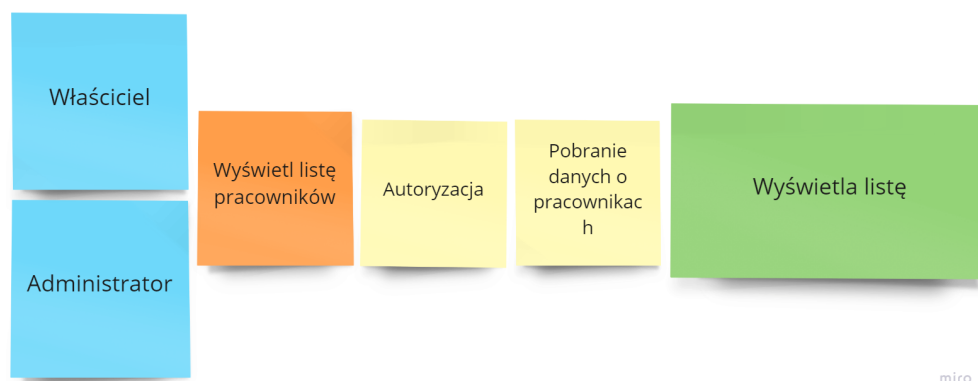 Właściciel
Administrator
Wyświetl listę
pracowników
Autoryzacja
Pobranie
danych o
pracownikac
h
Wyświetla listę
miro